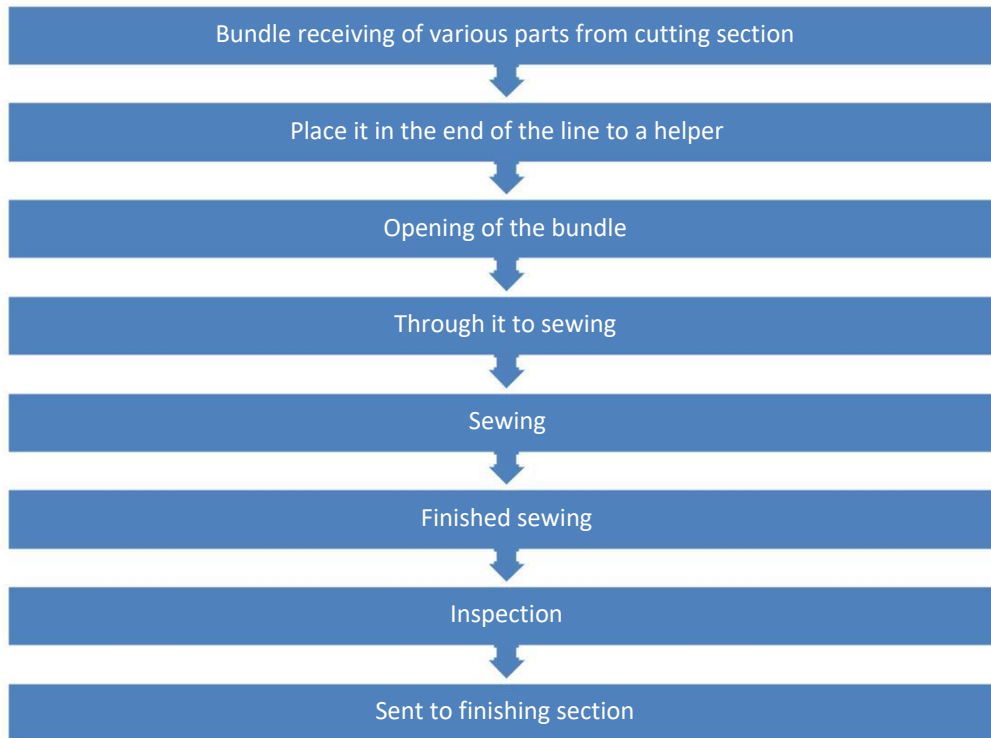 Bundle receiving of various parts from cutting section
Place it in the end of the line to a helper
Opening of the bundle
Through it to sewing
Sewing
Finished sewing
Inspection
Sent to finishing section